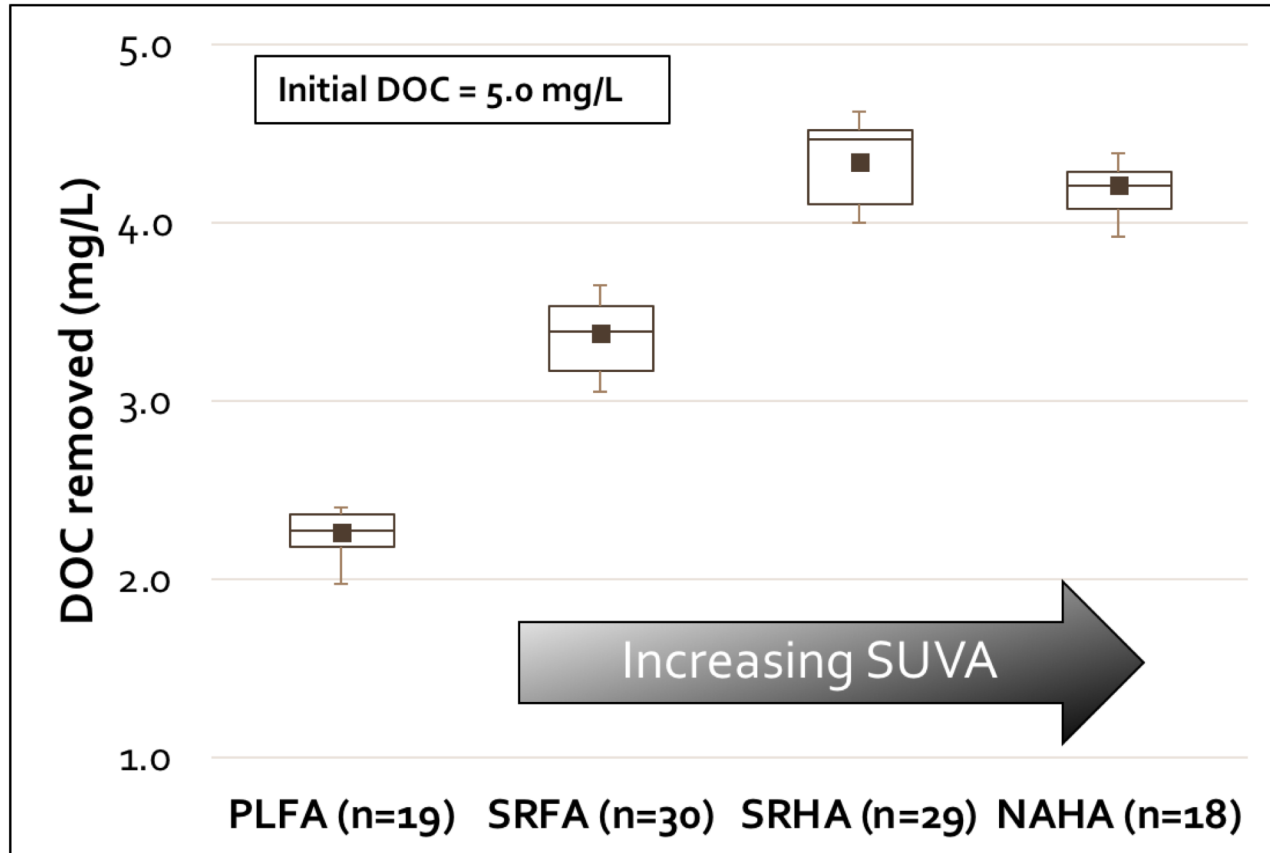 5.0
Initial DOC = 5.0 mg/L
4.0
3.0
2.0
1.0
DOC removed (mg/L)
Increasing SUVA
PLFA (n=19) SRFA (n=30) SRHA (n=29) NAHA (n=18)